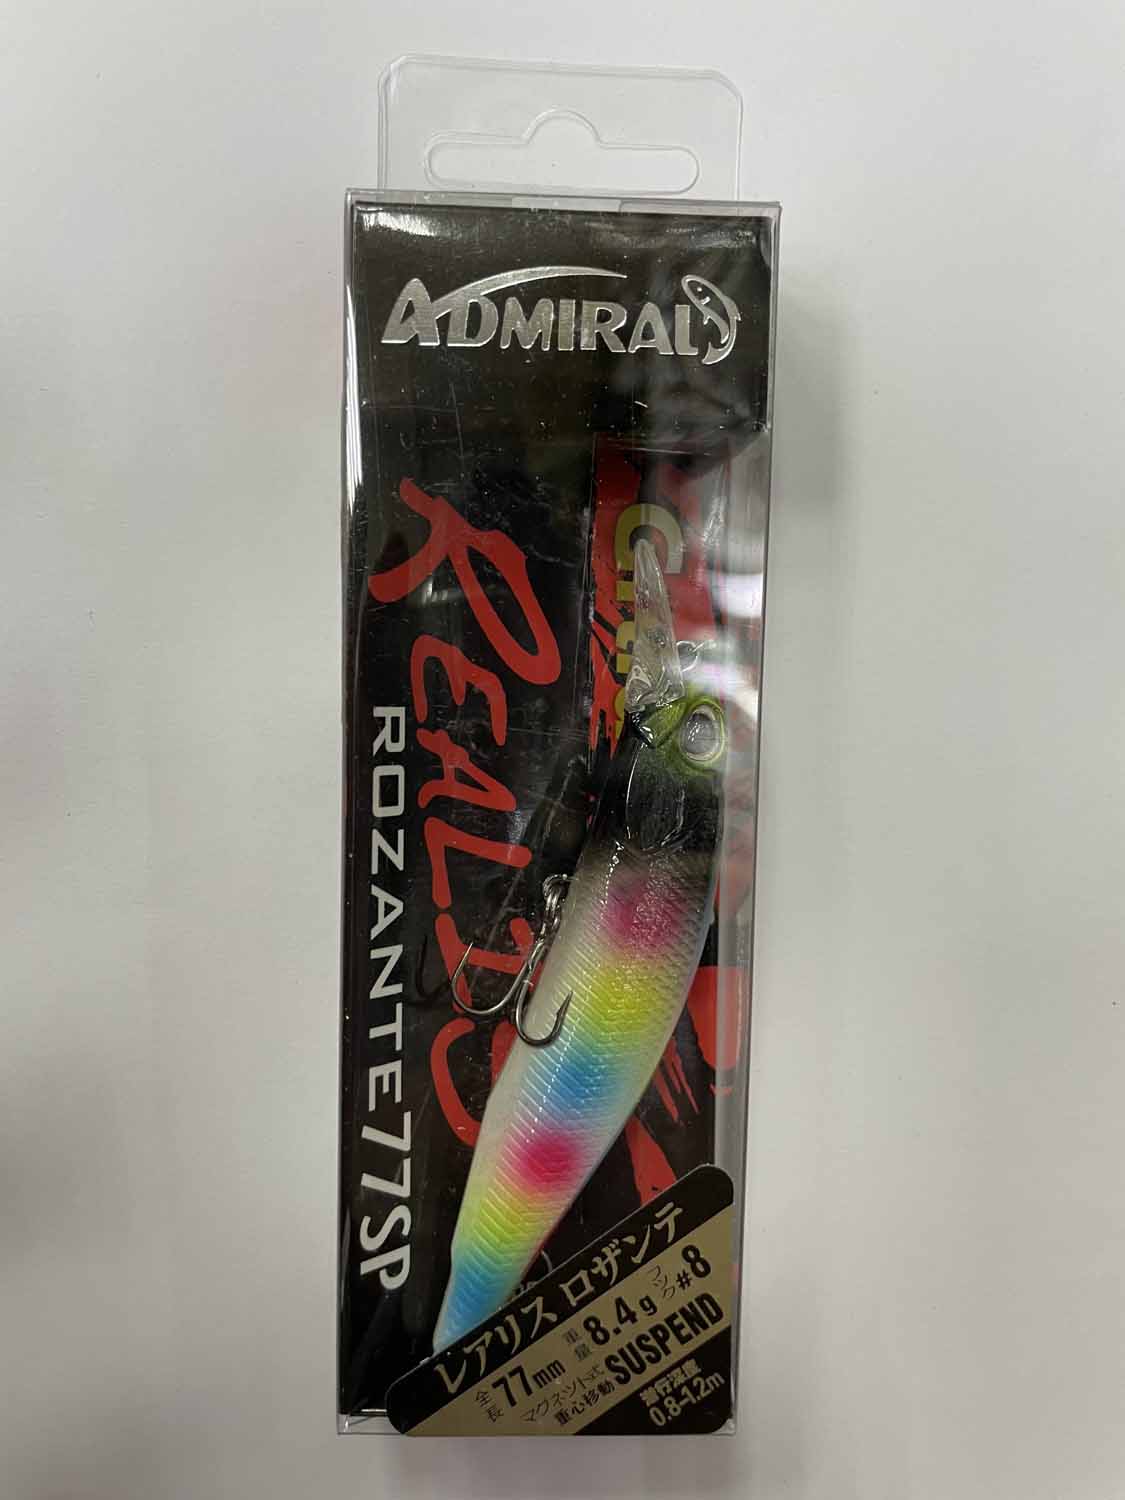 ADMIRAL
REALIS
ROZANTE 77SP
レアリス ロザンテ
全長 77mm 重量 8.4g フック #8
マグネット式重心移動 SUSPEND
潜行深度 0.8–1.2m